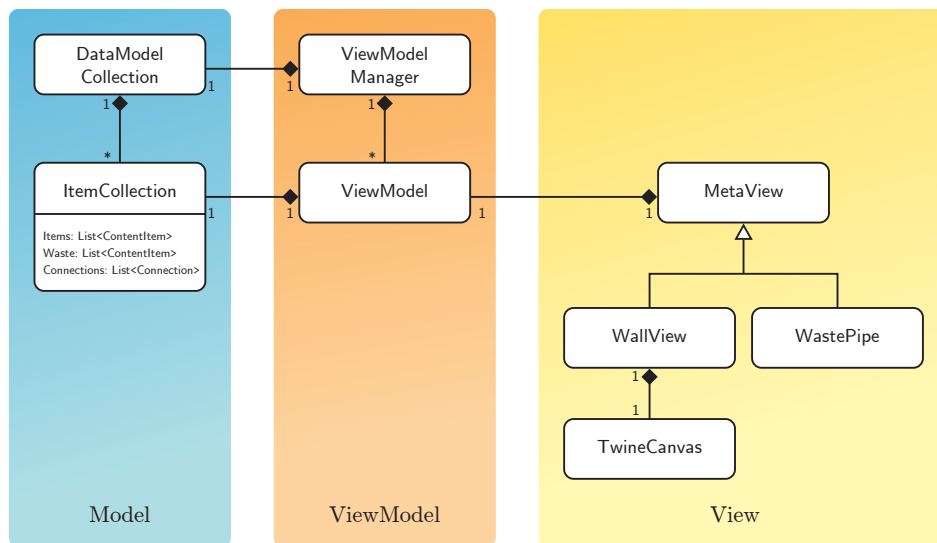 DataModel
Collection
1
1
ViewModel
Manager
1
1
*
*
ItemCollection
1
1
ViewModel
1
1
MetaView
Items: List<ContentItem>
Waste: List<ContentItem>
Connections: List<Connection>
WallView
WastePipe
1
1
TwineCanvas
Model
ViewModel
View